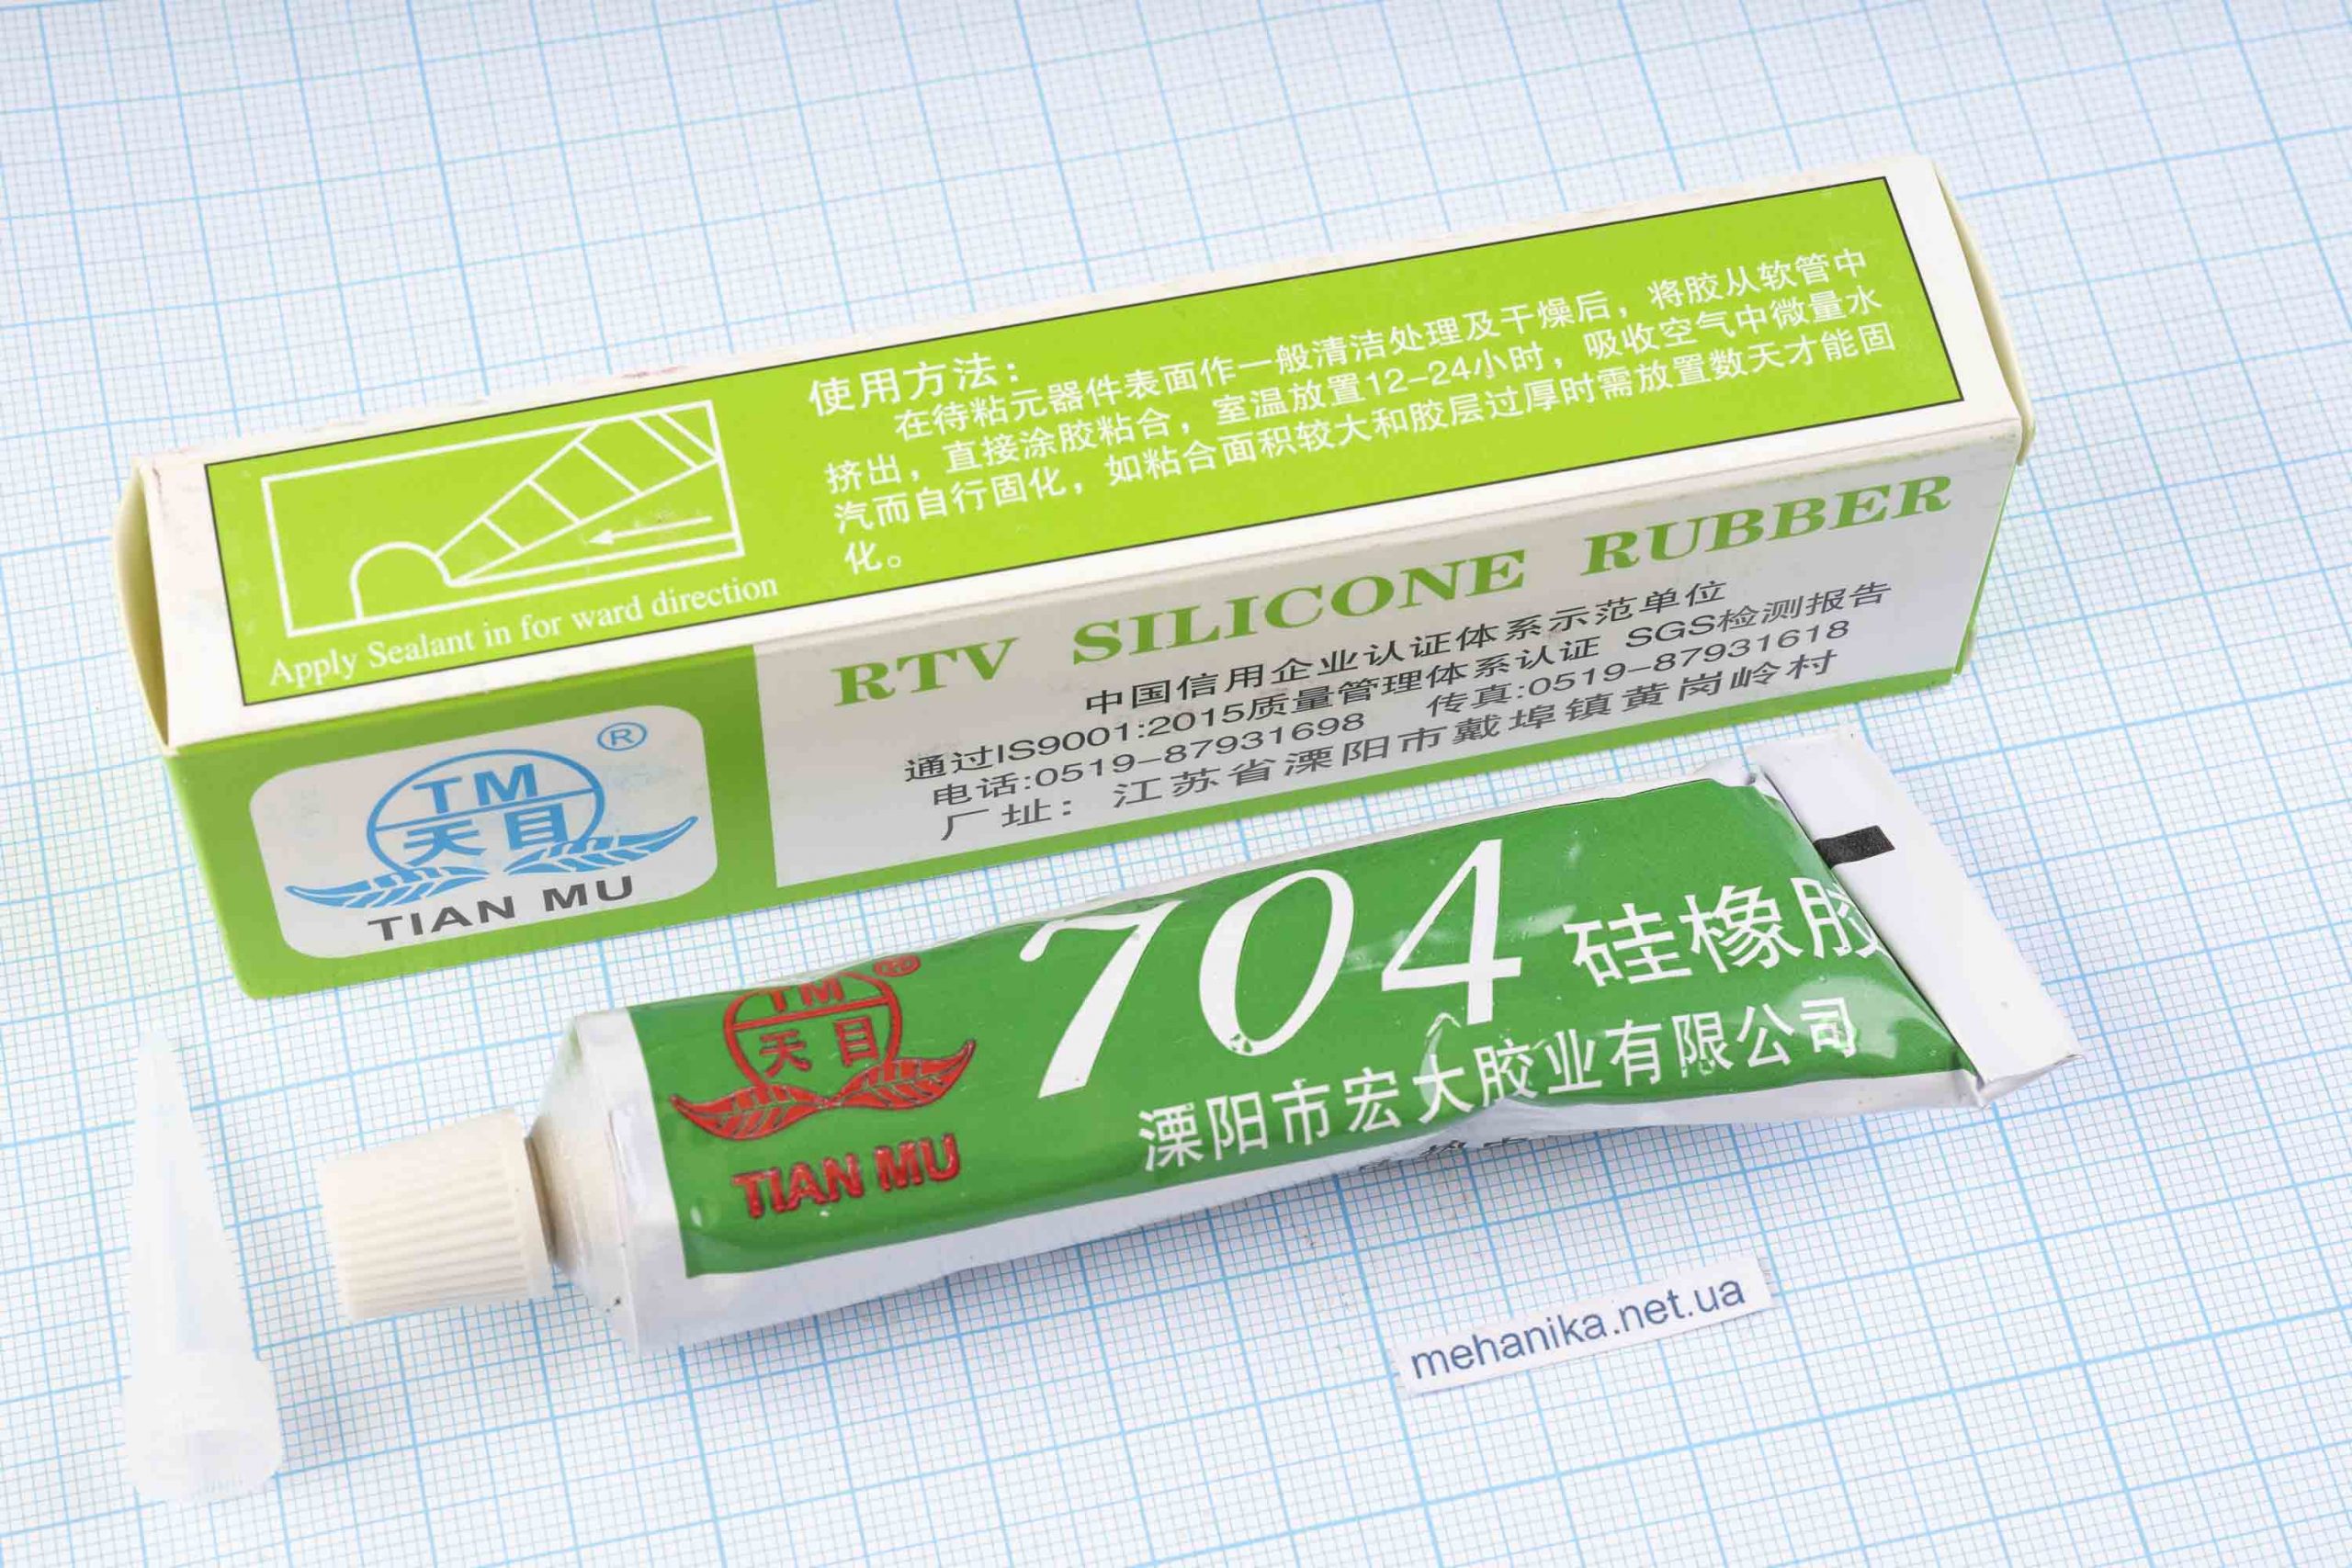 使用方法：
在待粘元器件表面作一般清洁处理及干燥后，将胶从软管中
挤出，直接涂胶粘合，室温放置12-24小时，吸收空气中微量水
汽而自行固化，如粘合面积较大和胶层过厚时需放置数天才能固
化。
Apply Sealant in for ward direction
RTV SILICONE RUBBER
中国信用企业认证体系示范单位
通过IS9001:2015质量管理体系认证 SGS检测报告
电话:0519-87931698 传真:0519-87931618
厂址：江苏省溧阳市戴埠镇黄岗岭村
®
TM
天目
TIAN MU
®
TM
天目
TIAN MU
704 硅橡胶
溧阳市宏大胶业有限公司
mehanika.net.ua